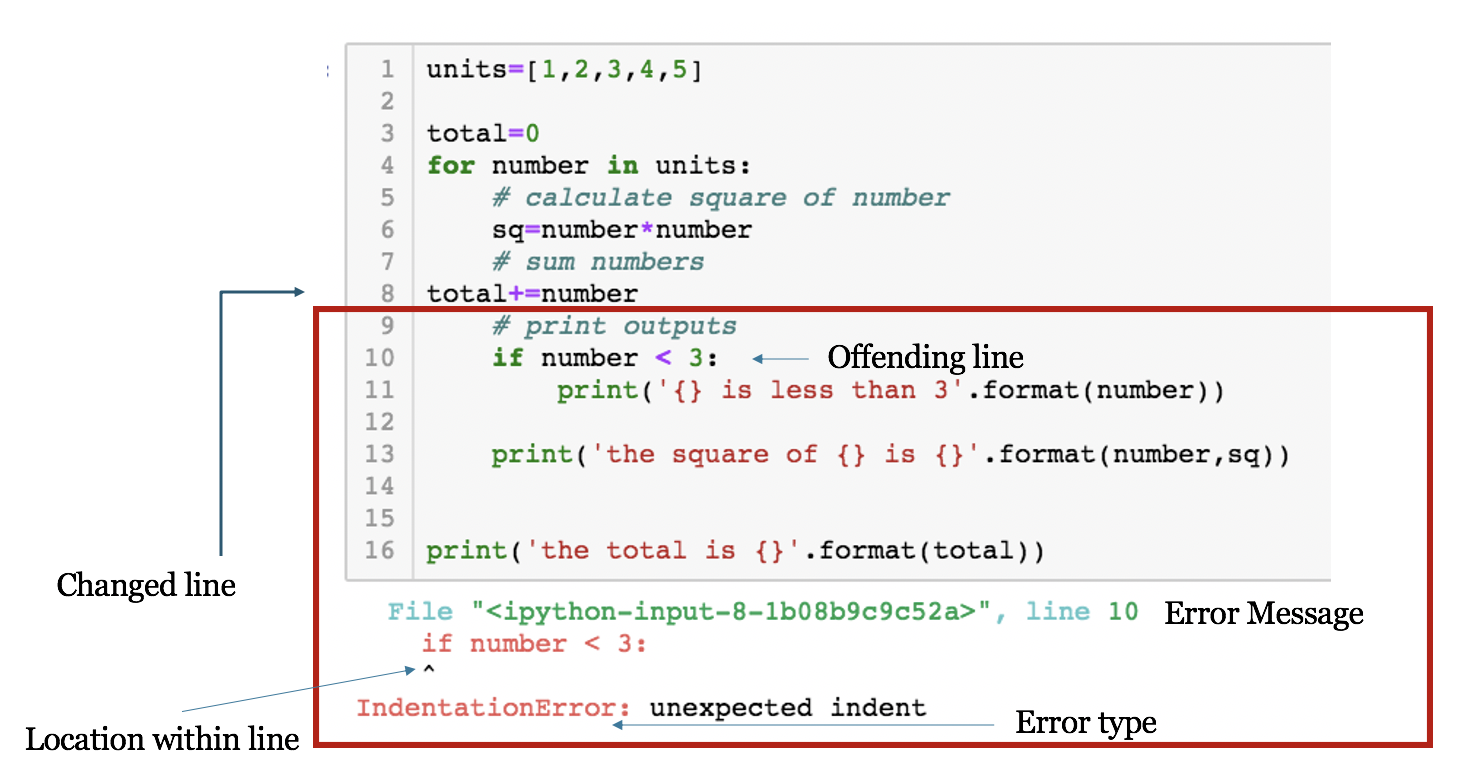 1 units=[1,2,3,4,5]
2
3 total=0
4 for number in units:
5     # calculate square of number
6     sq=number*number
7     # sum numbers
8 total+=number
9     # print outputs
10     if number < 3: Offending line
11         print('{} is less than 3'.format(number))
12
13     print('the square of {} is {}'.format(number,sq))
14
15
16 print('the total is {}'.format(total))
Changed line
File "<ipython-input-8-1b08b9c9c52a>", line 10 Error Message
if number < 3:
^
IndentationError: unexpected indent
Error type
Location within line